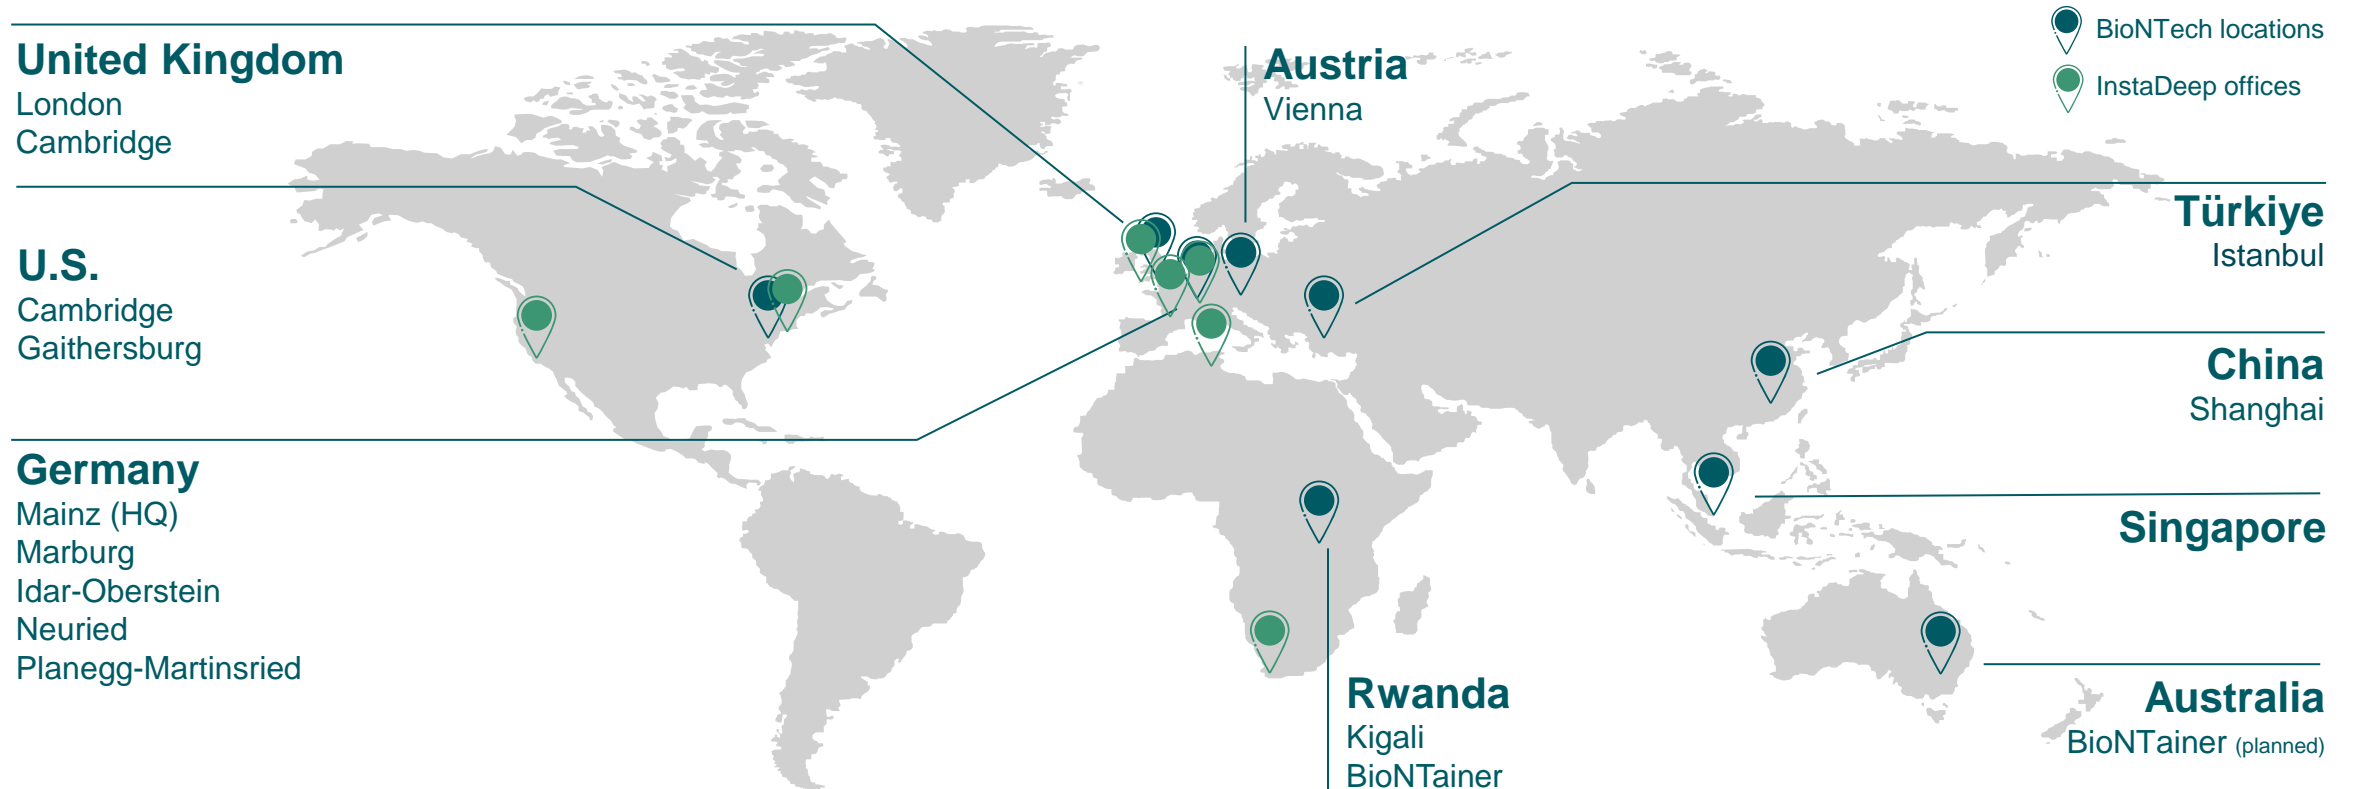 United Kingdom
London
Cambridge
U.S.
Cambridge
Gaithersburg
Germany
Mainz (HQ)
Marburg
Idar-Oberstein
Neuried
Planegg-Martinsried
Austria
Vienna
Rwanda
Kigali
BioNTainer
BioNTech locations
InstaDeep offices
Türkiye
Istanbul
China
Shanghai
Singapore
Australia
BioNTainer (planned)